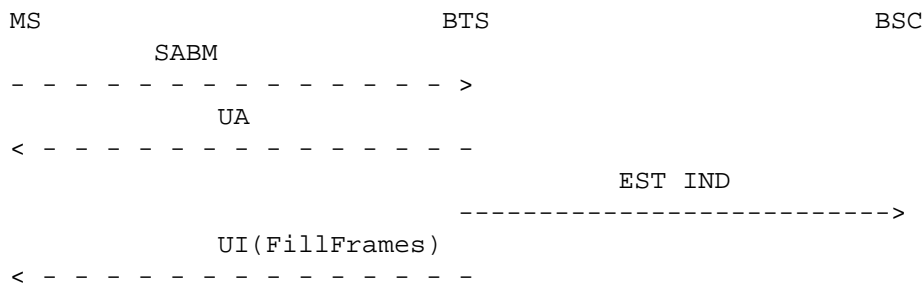 MS BTS BSC
SABM
- - - - - - - - - - - - - - >
UA
< - - - - - - - - - - - - - -
EST IND
--------------------------->
UI(FillFrames)
< - - - - - - - - - - - - - -